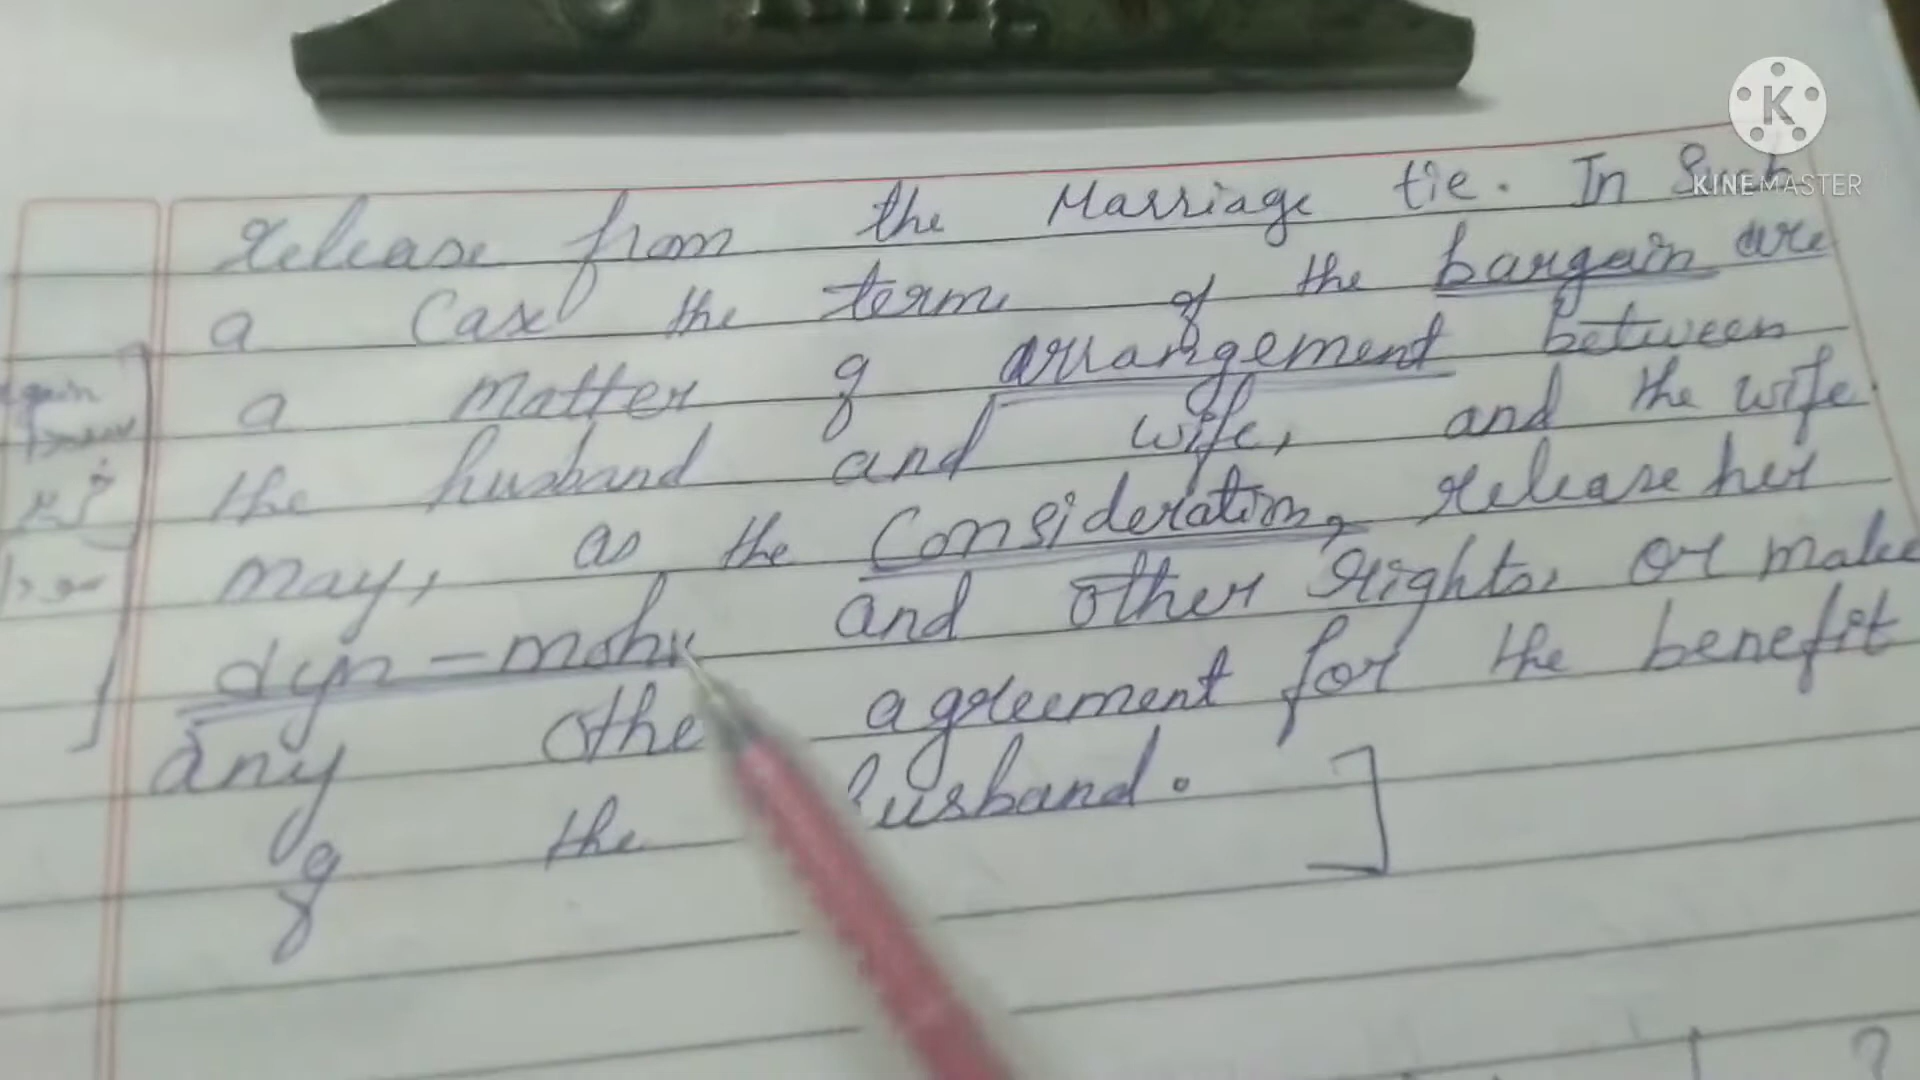 KINEMASTER
release from the Marriage tie. In Such
a Case the term of the bargain are
a matter of arrangement between
the husband and wife, and the wife
may, as the Consideration, release her
dyn-mohr and other rights, or make
any othe agreement for the benefit
of the husband.
?